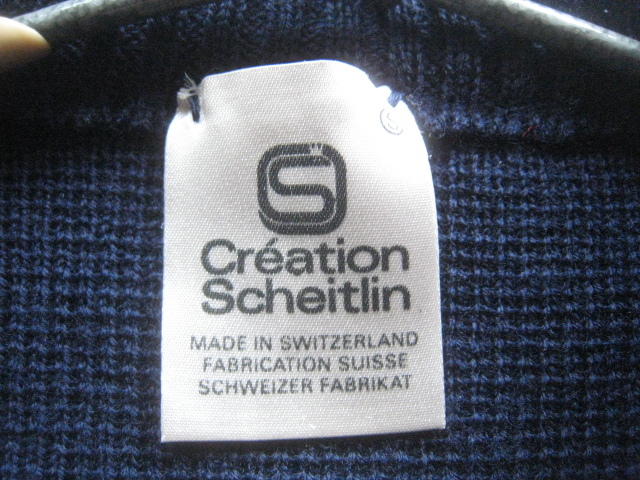 S
S
Création
Scheitlin
MADE IN SWITZERLAND
FABRICATION SUISSE
SCHWEIZER FABRIKAT